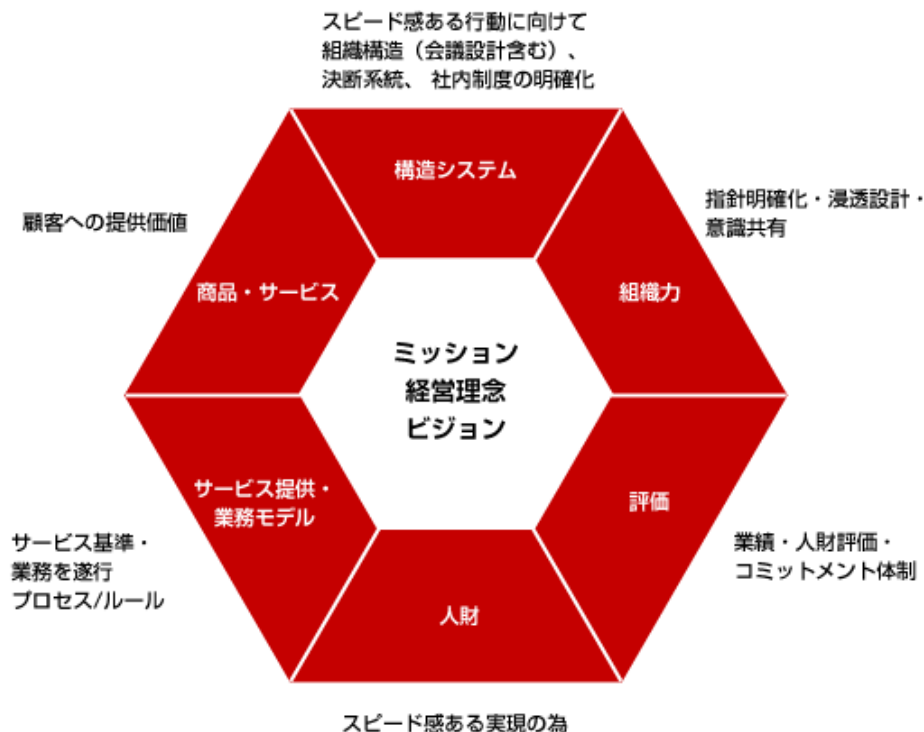 スピード感ある行動に向けて
組織構造（会議設計含む）、
決断系統、 社内制度の明確化
構造システム
指針明確化・浸透設計・
意識共有
顧客への提供価値
商品・サービス
組織力
ミッション
経営理念
ビジョン
サービス提供・
業務モデル
評価
サービス基準・
業務を遂行
プロセス/ルール
業績・人財評価・
コミットメント体制
人財
スピード感ある実現の為